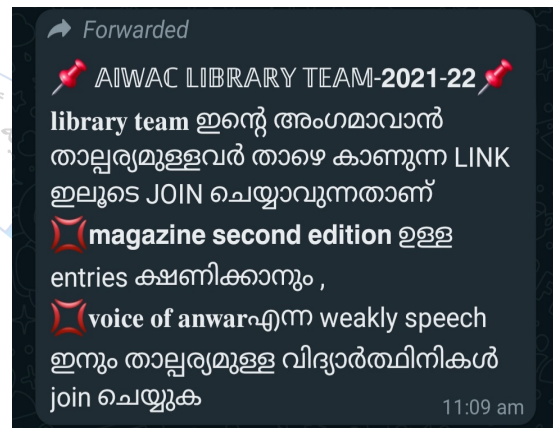 Forwarded
📌 𝔸𝕀𝕎𝔸ℂ 𝕃𝕀𝔹ℝ𝔸ℝ𝕐 𝕋𝔼𝔸𝕄-𝟮𝟬𝟮𝟭-𝟮𝟮📌
𝐥𝐢𝐛𝐫𝐚𝐫𝐲 𝐭𝐞𝐚𝐦 ഇന്റെ അംഗമാവാൻ
താല്പര്യമുള്ളവർ താഴെ കാണുന്ന LINK
ഇലൂടെ JOIN ചെയ്യാവുന്നതാണ്
💢𝗺𝗮𝗴𝗮𝘇𝗶𝗻𝗲 𝘀𝗲𝗰𝗼𝗻𝗱 𝗲𝗱𝗶𝘁𝗶𝗼𝗻 ഉള്ള
entries ക്ഷണിക്കാനും ,
💢𝐯𝐨𝐢𝐜𝐞 𝐨𝐟 𝐚𝐧𝐰𝐚𝐫എന്ന weakly speech
ഇനും താല്പര്യമുള്ള വിദ്യാർത്ഥിനികൾ
join ചെയ്യുക
11:09 am